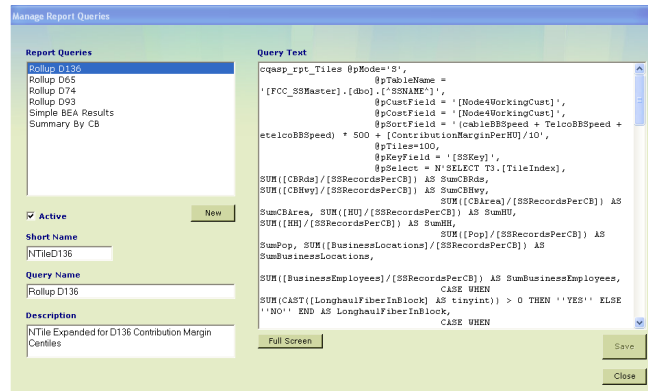 Manage Report Queries
Report Queries
Rollup D136
Rollup D65
Rollup D74
Rollup D93
Simple BEA Results
Summary By CB
Active
New
Short Name
NTileD136
Query Name
Rollup D136
Description
NTile Expanded for D136 Contribution Margin
Centiles
Query Text
cqasp_rpt_Tiles @pMode='S',
@pTableName =
'[FCC_SSMaster].[dbo].[^SSNAME^]',
@pCustField = '[Node4WorkingCust]',
@pCostField = '[Node4WorkingCust]',
@pSortField = '(cableBBSpeed + TelcoBBSpeed +
etelcoBBSpeed) * 500 + [ContributionMarginPerHU]/10',
@pTiles=100,
@pKeyField = '[SSKey]',
@pSelect = N'SELECT T3.[TileIndex],
SUM([CBRds]/[SSRecordsPerCB]) AS SumCBRds,
SUM([CBHwy]/[SSRecordsPerCB]) AS SumCBHwy,
SUM([CBArea]/[SSRecordsPerCB]) AS
SumCBArea, SUM([HU]/[SSRecordsPerCB]) AS SumHU,
SUM([HH]/[SSRecordsPerCB]) AS SumHH,
SUM([Pop]/[SSRecordsPerCB]) AS
SumPop, SUM([BusinessLocations]/[SSRecordsPerCB]) AS
SumBusinessLocations,
SUM([BusinessEmployees]/[SSRecordsPerCB]) AS SumBusinessEmployees,
CASE WHEN
SUM(CAST([LonghaulFiberInBlock] AS tinyint)) > 0 THEN ''YES'' ELSE
''NO'' END AS LonghaulFiberInBlock,
CASE WHEN
Full Screen
Save
Close